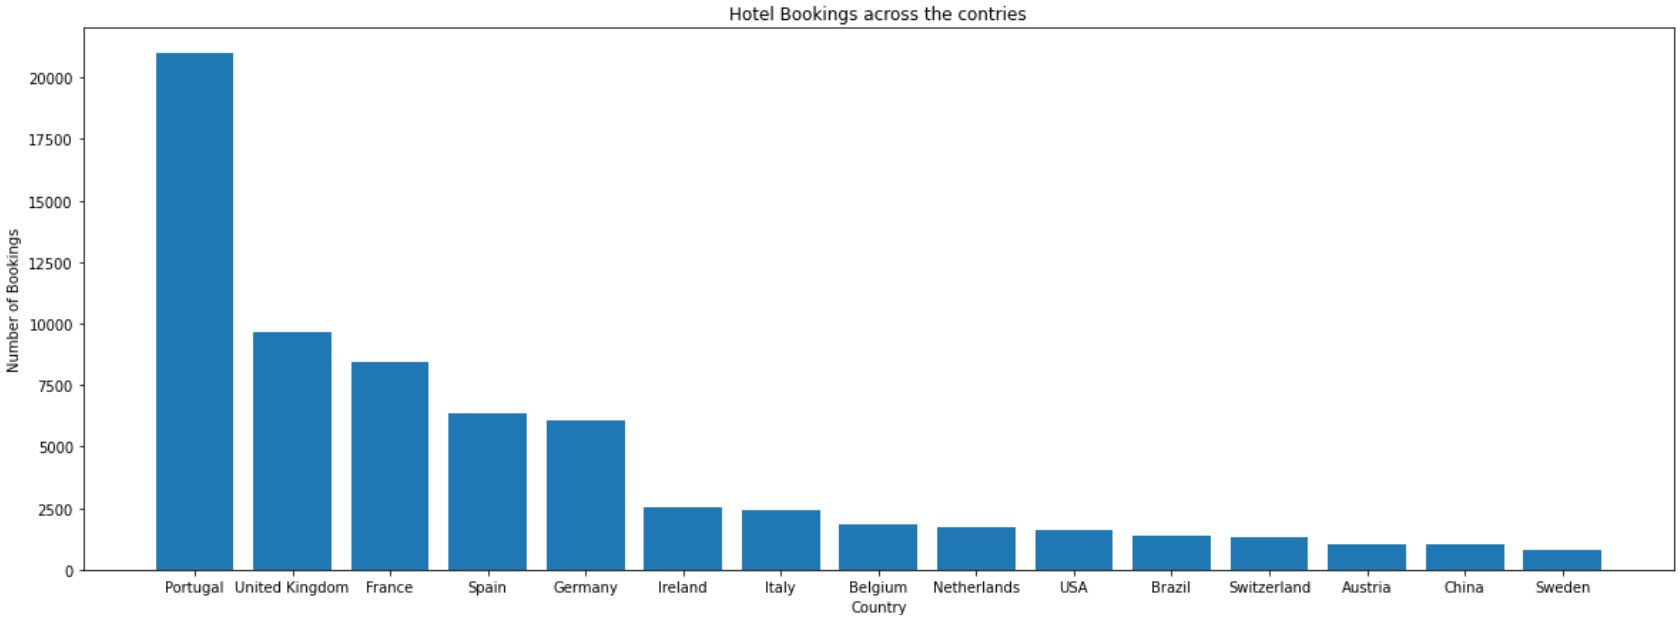 Hotel Bookings across the contries
Number of Bookings
20000
17500
15000
12500
10000
7500
5000
2500
0
Portugal United Kingdom France Spain Germany Ireland Italy Belgium Netherlands USA Brazil Switzerland Austria China Sweden
Country